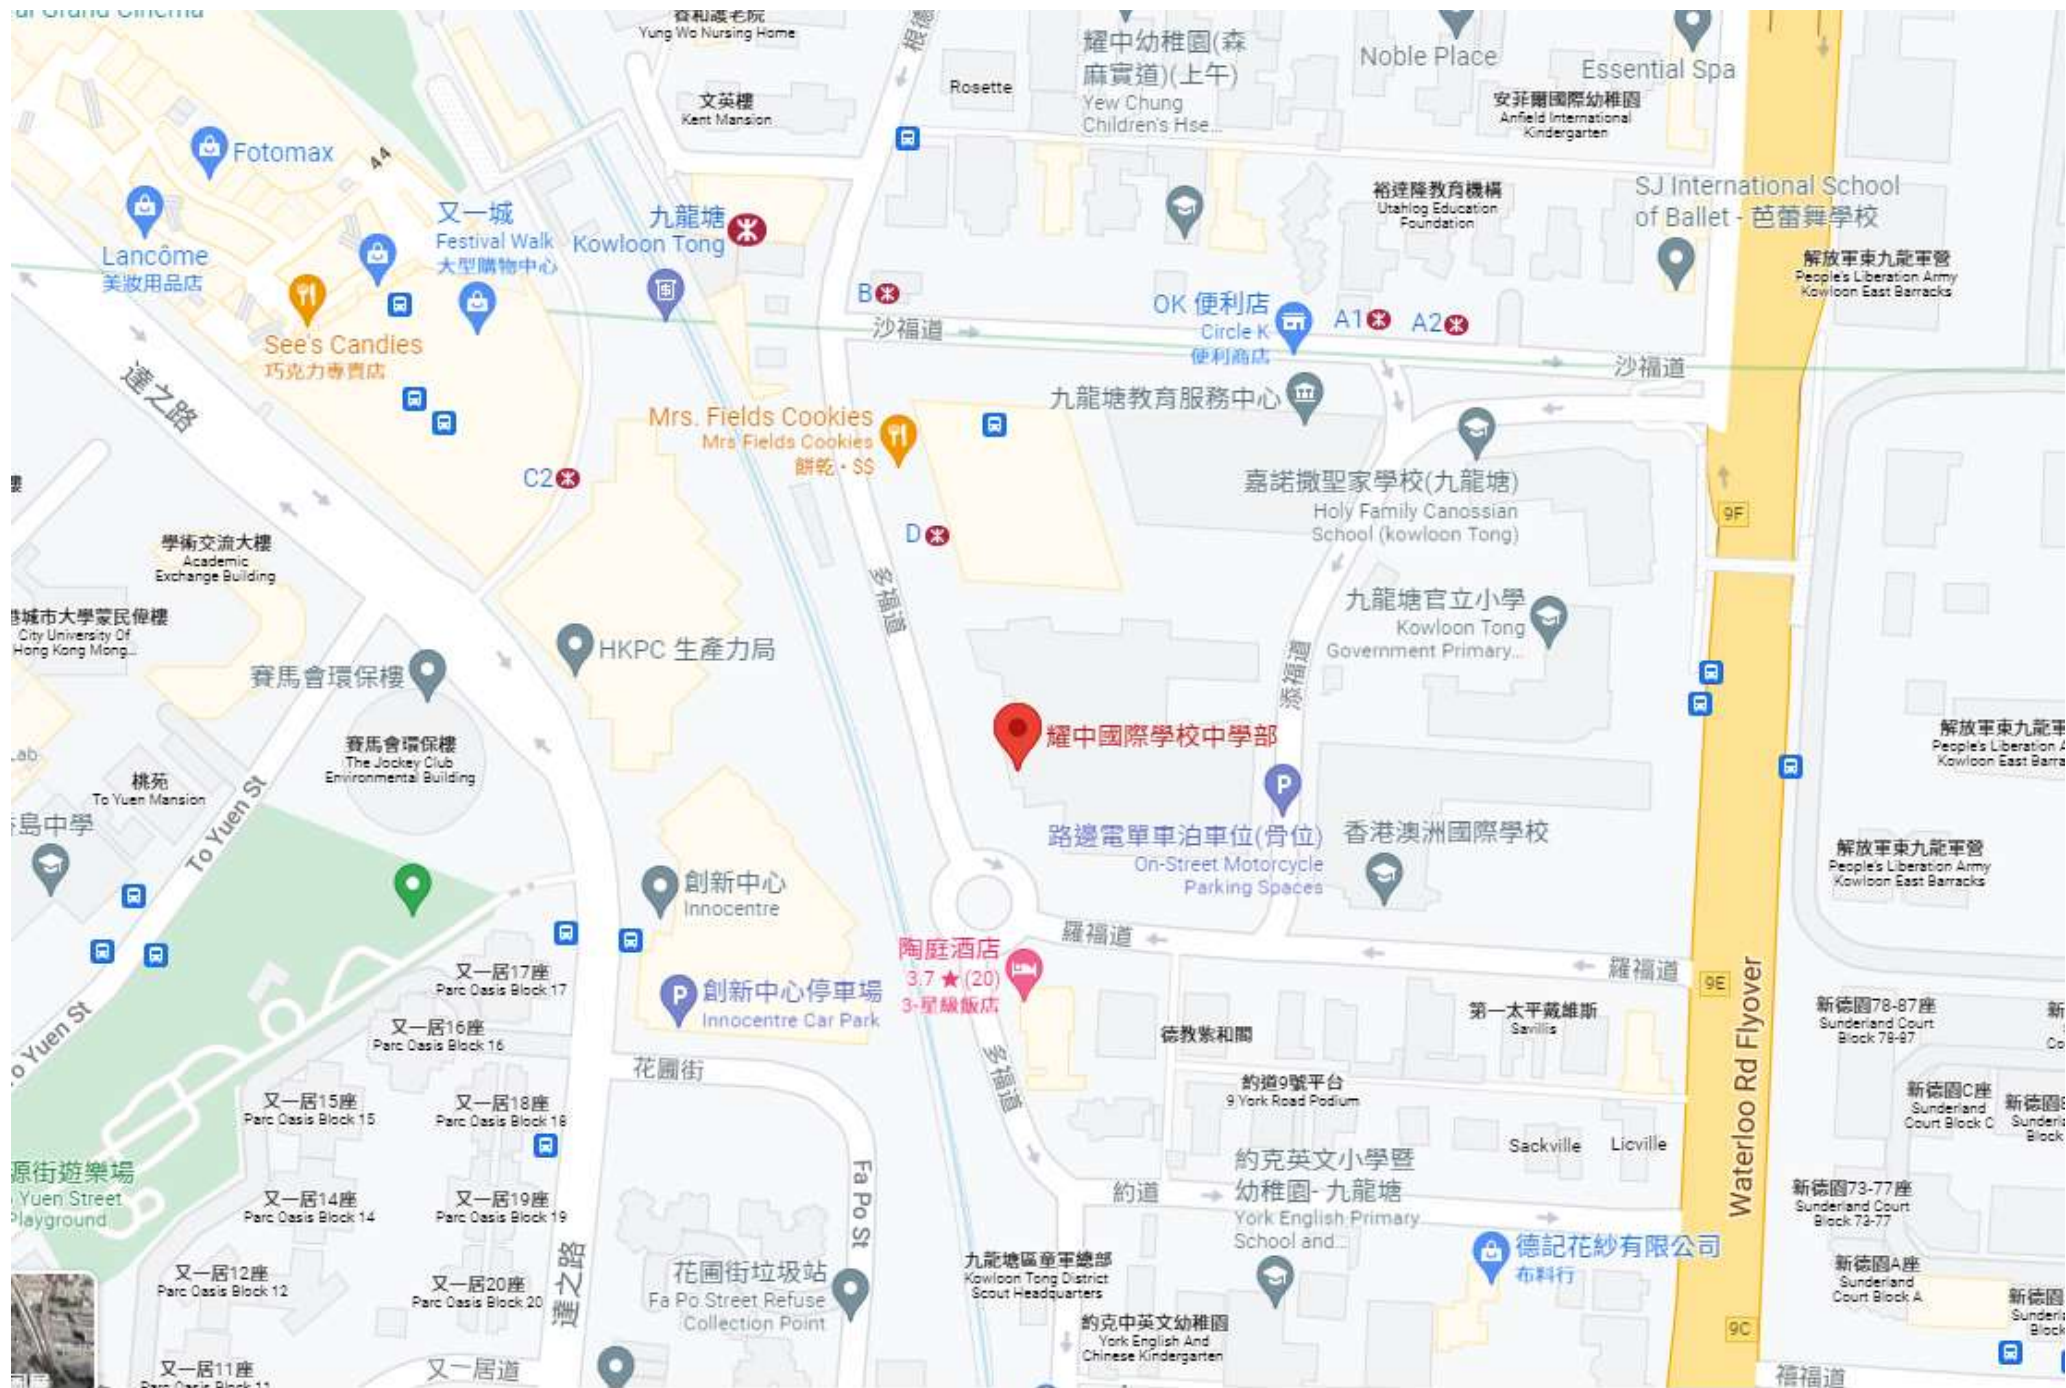 Yung Wo Nursing Home
根德
耀中幼稚園(森
麻實道)(上午)
Yew Chung
Children's Hse...
Noble Place
Essential Spa
Rosette
文英樓
Kent Mansion
安菲爾國際幼稚園
Anfield International
Kindergarten
Fotomax
44
Lancôme
美妝用品店
又一城
Festival Walk
大型購物中心
九龍塘
Kowloon Tong
裕達隆教育機構
Utahlog Education
Foundation
SJ International School
of Ballet - 芭蕾舞學校
解放軍東九龍軍營
People's Liberation Army
Kowloon East Barracks
See's Candies
巧克力專賣店
B
沙福道
OK 便利店
Circle K
便利商店
A1
A2
沙福道
達之路
Mrs. Fields Cookies
Mrs Fields Cookies
餅乾・$$
九龍塘教育服務中心
C2
D
嘉諾撒聖家學校(九龍塘)
Holy Family Canossian
School (kowloon Tong)
9F
學術交流大樓
Academic
Exchange Building
城市大學蒙民偉樓
City University Of
Hong Kong Mong...
多福道
HKPC 生產力局
賽馬會環保樓
九龍塘官立小學
Kowloon Tong
Government Primary...
添福道
賽馬會環保樓
The Jockey Club
Environmental Building
耀中國際學校中學部
解放軍東九龍軍
People's Liberation A
Kowloon East Barra
桃苑
To Yuen Mansion
To Yuen St
島中學
P
路邊電單車泊車位(骨位)
On-Street Motorcycle
Parking Spaces
香港澳洲國際學校
解放軍東九龍軍營
People's Liberation Army
Kowloon East Barracks
創新中心
Innocentre
羅福道
羅福道
陶庭酒店
3.7 ★ (20)
3-星級飯店
9E
P
創新中心停車場
Innocentre Car Park
又一居17座
Parc Oasis Block 17
又一居16座
Parc Oasis Block 16
o Yuen St
德教紫和閣
第一太平戴維斯
Savillis
Waterloo Rd Flyover
新德園78-87座
Sunderland Court
Block 78-87
花圃街
多福道
又一居15座
Parc Oasis Block 15
又一居18座
Parc Oasis Block 18
約道9號平台
9 York Road Podium
新德園C座
Sunderland
Court Block C
Sackville
Licville
源街遊樂場
Yuen Street
Playground
又一居14座
Parc Oasis Block 14
又一居19座
Parc Oasis Block 19
Fa Po St
約道
約克英文小學暨
幼稚園- 九龍塘
York English Primary
School and...
新德園73-77座
Sunderland Court
Block 73-77
又一居12座
Parc Oasis Block 12
又一居20座
Parc Oasis Block 20
達之路
花圃街垃圾站
Fa Po Street Refuse
Collection Point
九龍塘區童軍總部
Kowloon Tong District
Scout Headquarters
德記花紗有限公司
布料行
新德園A座
Sunderland
Court Block A
約克中英文幼稚園
York English And
Chinese Kindergarten
9C
又一居11座
又一居道
禧福道